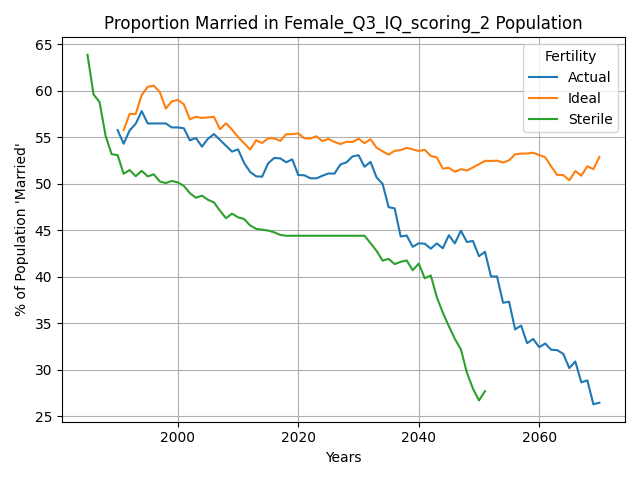 Proportion Married in Female_Q3_IQ_scoring_2 Population
% of Population 'Married'
65
60
55
50
45
40
35
30
25
Fertility
Actual
Ideal
Sterile
2000
2020
2040
2060
Years